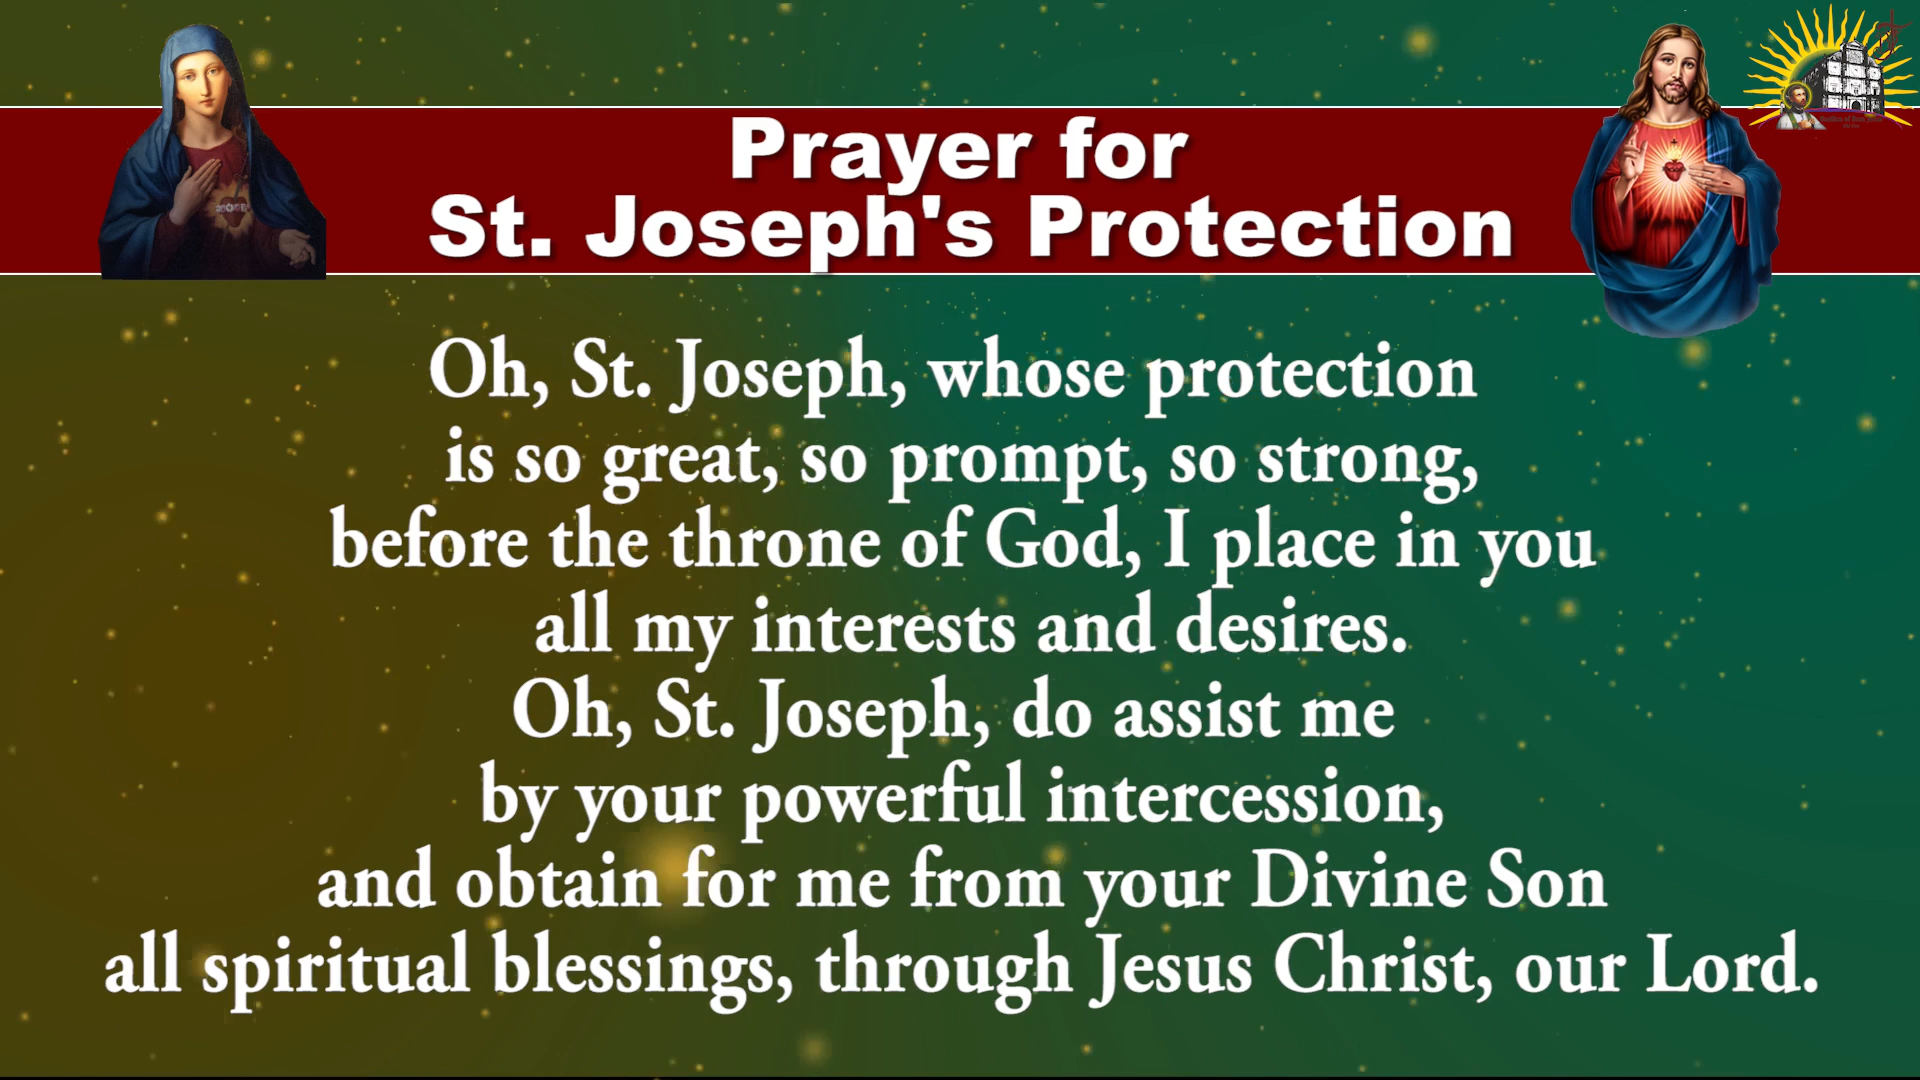 Prayer for
St. Joseph's Protection
Oh, St. Joseph, whose protection
is so great, so prompt, so strong,
before the throne of God, I place in you
all my interests and desires.
Oh, St. Joseph, do assist me
by your powerful intercession,
and obtain for me from your Divine Son
all spiritual blessings, through Jesus Christ, our Lord.